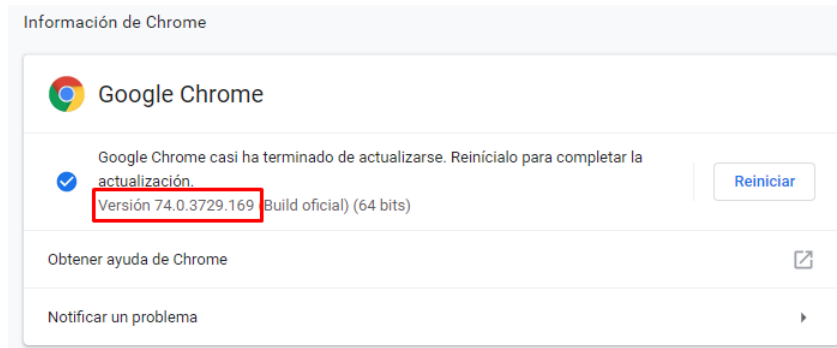 Información de Chrome
Google Chrome
Google Chrome casi ha terminado de actualizarse. Reinícialo para completar la
actualización.
Reiniciar
Versión 74.0.3729.169 (Build oficial) (64 bits)
Obtener ayuda de Chrome
Notificar un problema